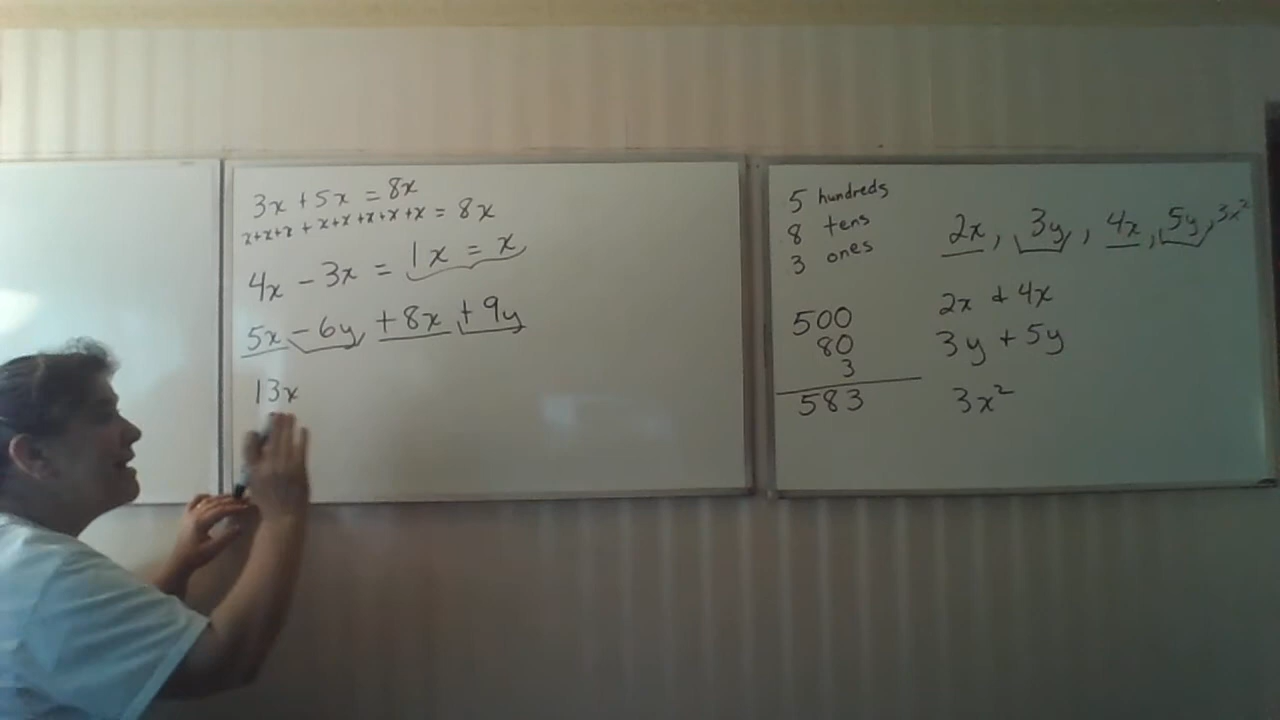 3x + 5x = 8x
x+x+x + x+x+x+x+x = 8x
4x - 3x = 1x = x
5x - 6y + 8x + 9y
13x
5 hundreds
8 tens
3 ones
500
80
3
583
2x, 3y, 4x, 5y, 3x²
2x + 4x
3y + 5y
3x²